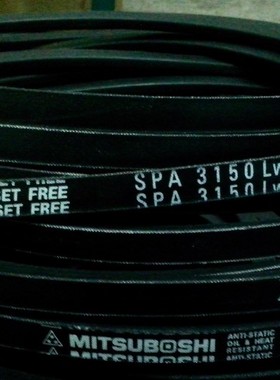 SET FREE SPA 3150 Lw
SET FREE SPA 3150 Lw
MITSUBOSHI ANTI-STATIC OIL & HEAT RESISTANT
MITSUBOSHI ANTI-STATIC